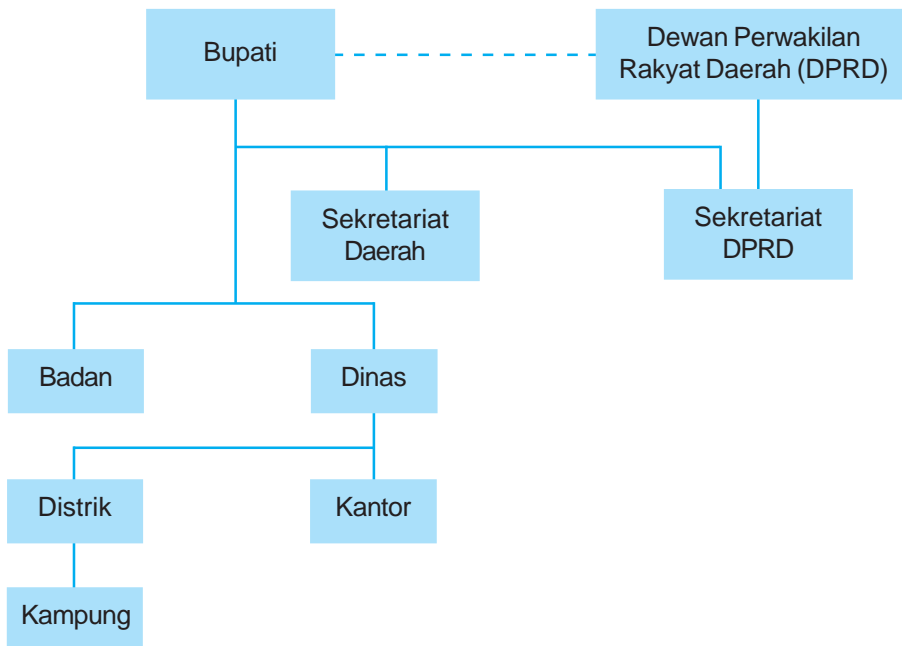 Bupati
Dewan Perwakilan
Rakyat Daerah (DPRD)
Sekretariat
Daerah
Sekretariat
DPRD
Badan
Dinas
Distrik
Kantor
Kampung